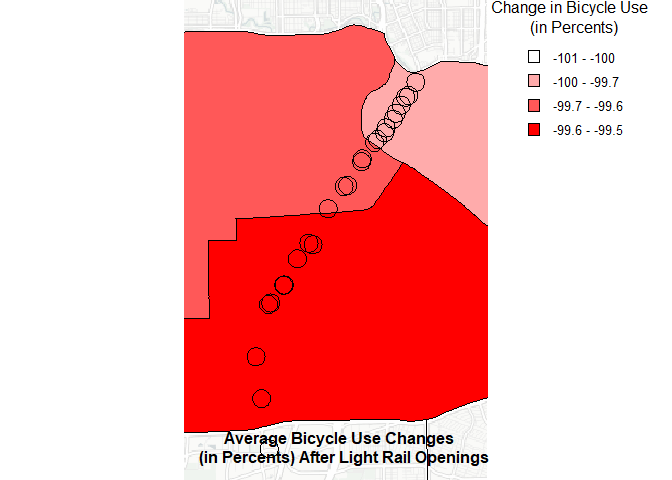 Change in Bicycle Use
(in Percents)
-101 - -100
-100 - -99.7
-99.7 - -99.6
-99.6 - -99.5
Average Bicycle Use Changes
(in Percents) After Light Rail Openings